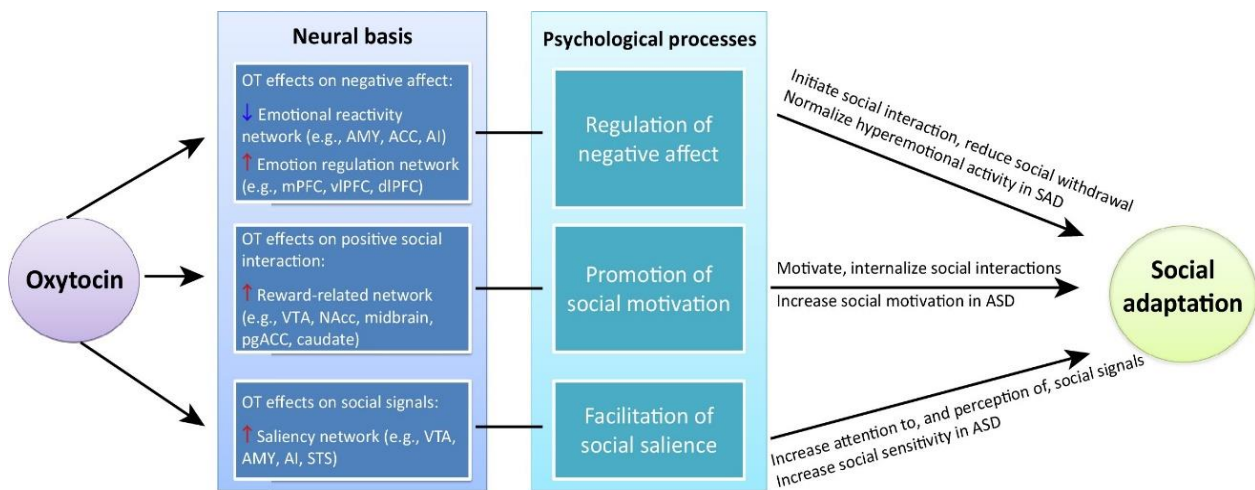 Oxytocin
Neural basis
OT effects on negative affect:
↓ Emotional reactivity
network (e.g., AMY, ACC, AI)
↑ Emotion regulation network
(e.g., mPFC, vlPFC, dlPFC)
OT effects on positive social
interaction:
↑ Reward-related network
(e.g., VTA, NAcc, midbrain,
pgACC, caudate)
OT effects on social signals:
↑ Saliency network (e.g., VTA,
AMY, AI, STS)
Psychological processes
Regulation of
negative affect
Promotion of
social motivation
Facilitation of
social salience
Initiate social interaction, reduce social withdrawal
Normalize hyperemotional activity in SAD
Motivate, internalize social interactions
Increase social motivation in ASD
Increase attention to, and perception of, social signals
Increase social sensitivity in ASD
Social
adaptation